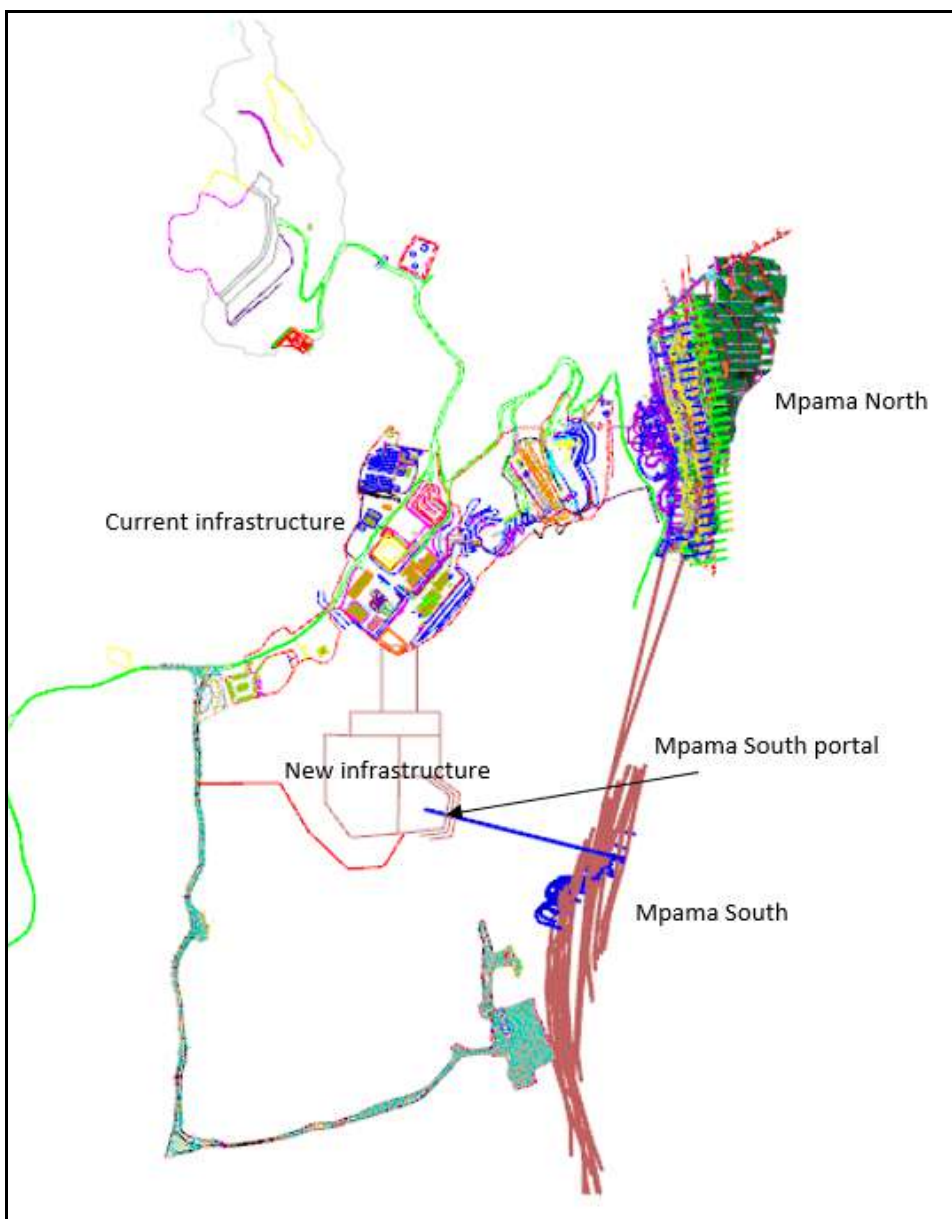 Mpama North
Current infrastructure
Mpama South portal
New infrastructure
Mpama South